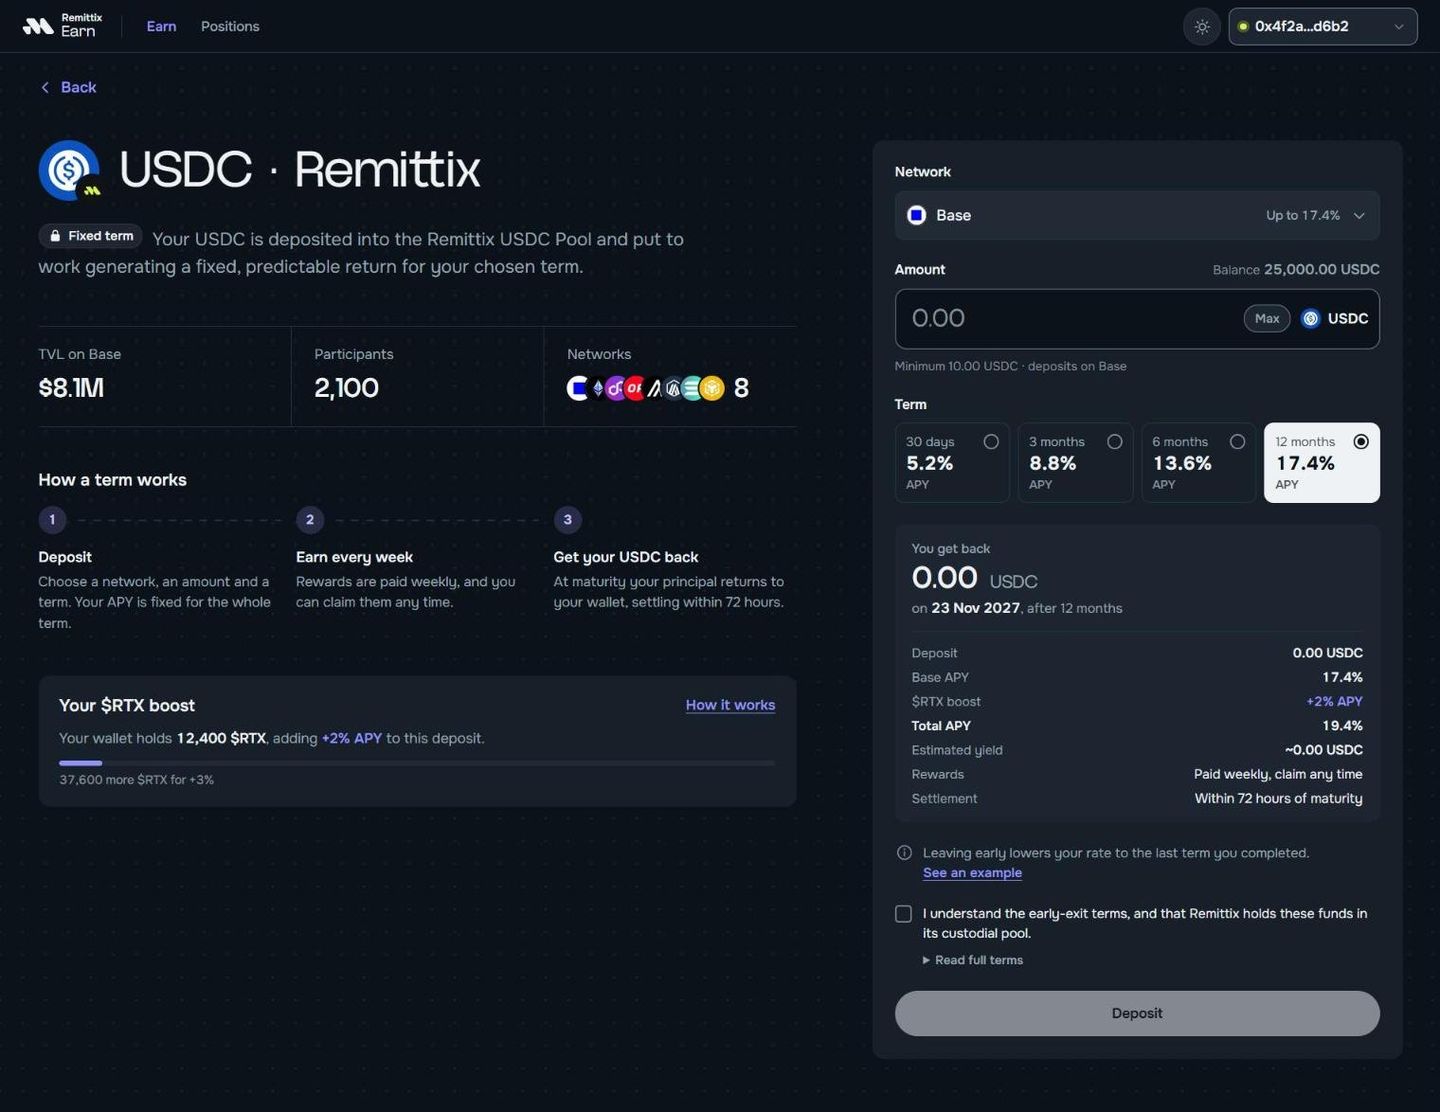 Remittix
Earn
Earn
Positions
0x4f2a...d6b2
Back
USDC · Remittix
Fixed term
Your USDC is deposited into the Remittix USDC Pool and put to
work generating a fixed, predictable return for your chosen term.
TVL on Base
$8.1M
Participants
2,100
Networks
8
How a term works
1
2
3
Deposit
Choose a network, an amount and a
term. Your APY is fixed for the whole
term.
Earn every week
Rewards are paid weekly, and you
can claim them any time.
Get your USDC back
At maturity your principal returns to
your wallet, settling within 72 hours.
Your $RTX boost
How it works
Your wallet holds 12,400 $RTX, adding +2% APY to this deposit.
37,600 more $RTX for +3%
Network
Base
Up to 17.4%
Amount
Balance 25,000.00 USDC
0.00
Max
USDC
Minimum 10.00 USDC · deposits on Base
Term
30 days
5.2%
APY
3 months
8.8%
APY
6 months
13.6%
APY
12 months
17.4%
APY
You get back
0.00 USDC
on 23 Nov 2027, after 12 months
Deposit 0.00 USDC
Base APY 17.4%
$RTX boost +2% APY
Total APY 19.4%
Estimated yield ~0.00 USDC
Rewards Paid weekly, claim any time
Settlement Within 72 hours of maturity
Leaving early lowers your rate to the last term you completed.
See an example
I understand the early-exit terms, and that Remittix holds these funds in
its custodial pool.
Read full terms
Deposit